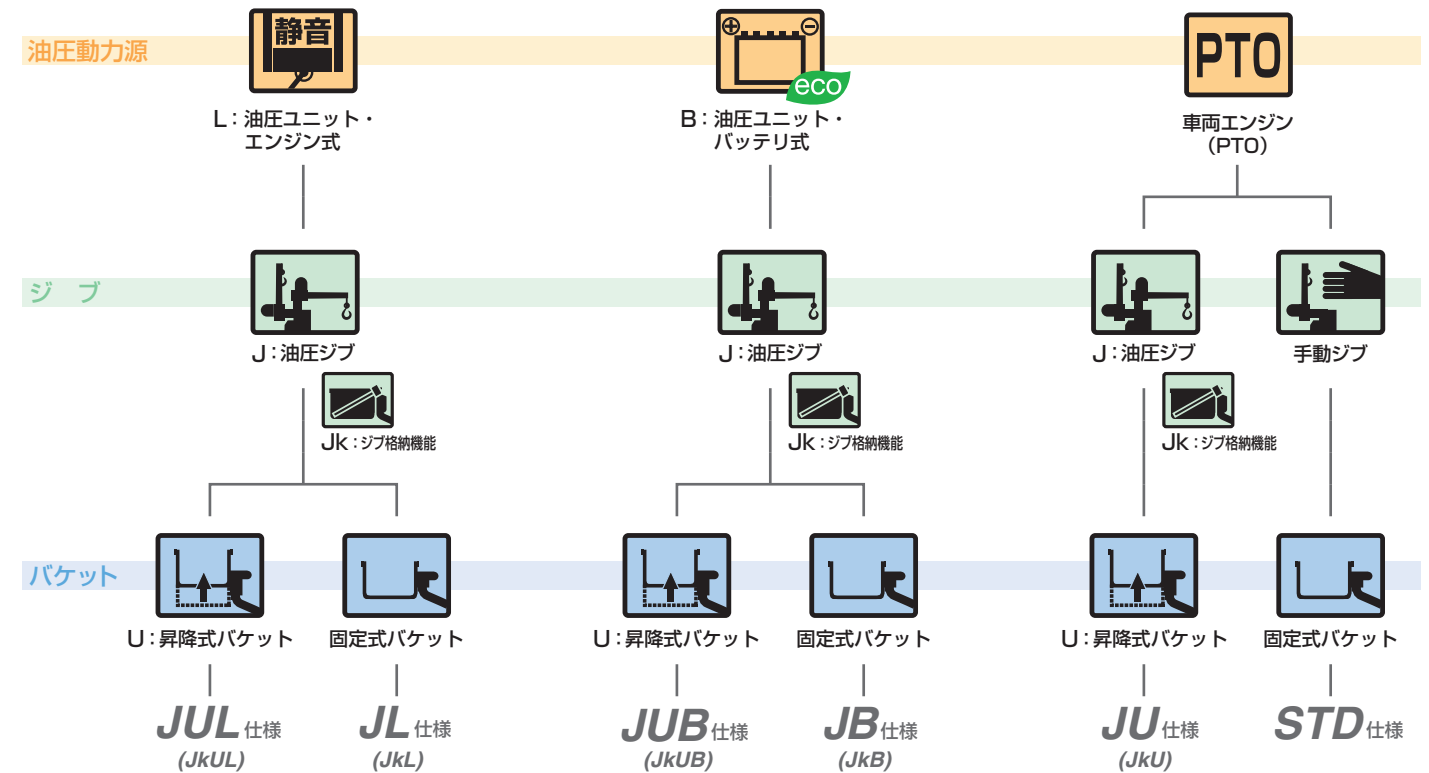 油圧動力源
静音
eco
PTO
L：油圧ユニット・
エンジン式
B：油圧ユニット・
バッテリ式
車両エンジン
（PTO）
ジ ブ
J：油圧ジブ
J：油圧ジブ
J：油圧ジブ
手動ジブ
Jk：ジブ格納機能
Jk：ジブ格納機能
Jk：ジブ格納機能
バケット
U：昇降式バケット
固定式バケット
U：昇降式バケット
固定式バケット
U：昇降式バケット
固定式バケット
JUL仕様
(JkUL)
JL仕様
(JkL)
JUB仕様
(JkUB)
JB仕様
(JkB)
JU仕様
(JkU)
STD仕様